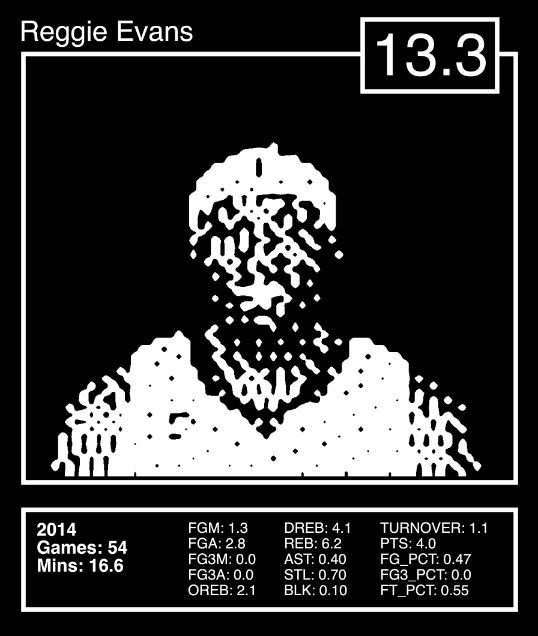 Reggie Evans
13.3
2014
Games: 54
Mins: 16.6
FGM: 1.3
FGA: 2.8
FG3M: 0.0
FG3A: 0.0
OREB: 2.1
DREB: 4.1
REB: 6.2
AST: 0.40
STL: 0.70
BLK: 0.10
TURNOVER: 1.1
PTS: 4.0
FG_PCT: 0.47
FG3_PCT: 0.0
FT_PCT: 0.55